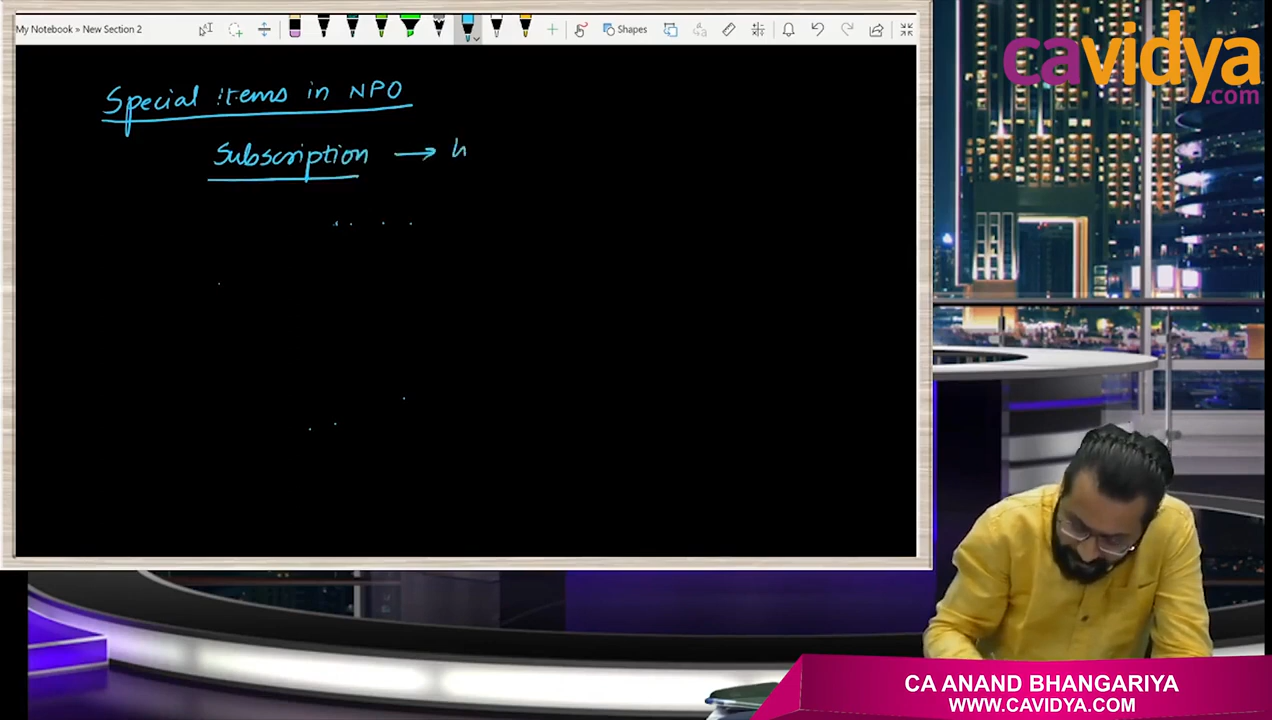 My Notebook » New Section 2
Shapes
Special Items in NPO
Subscription →
cavidya
.com
CA ANAND BHANGARIYA
WWW.CAVIDYA.COM